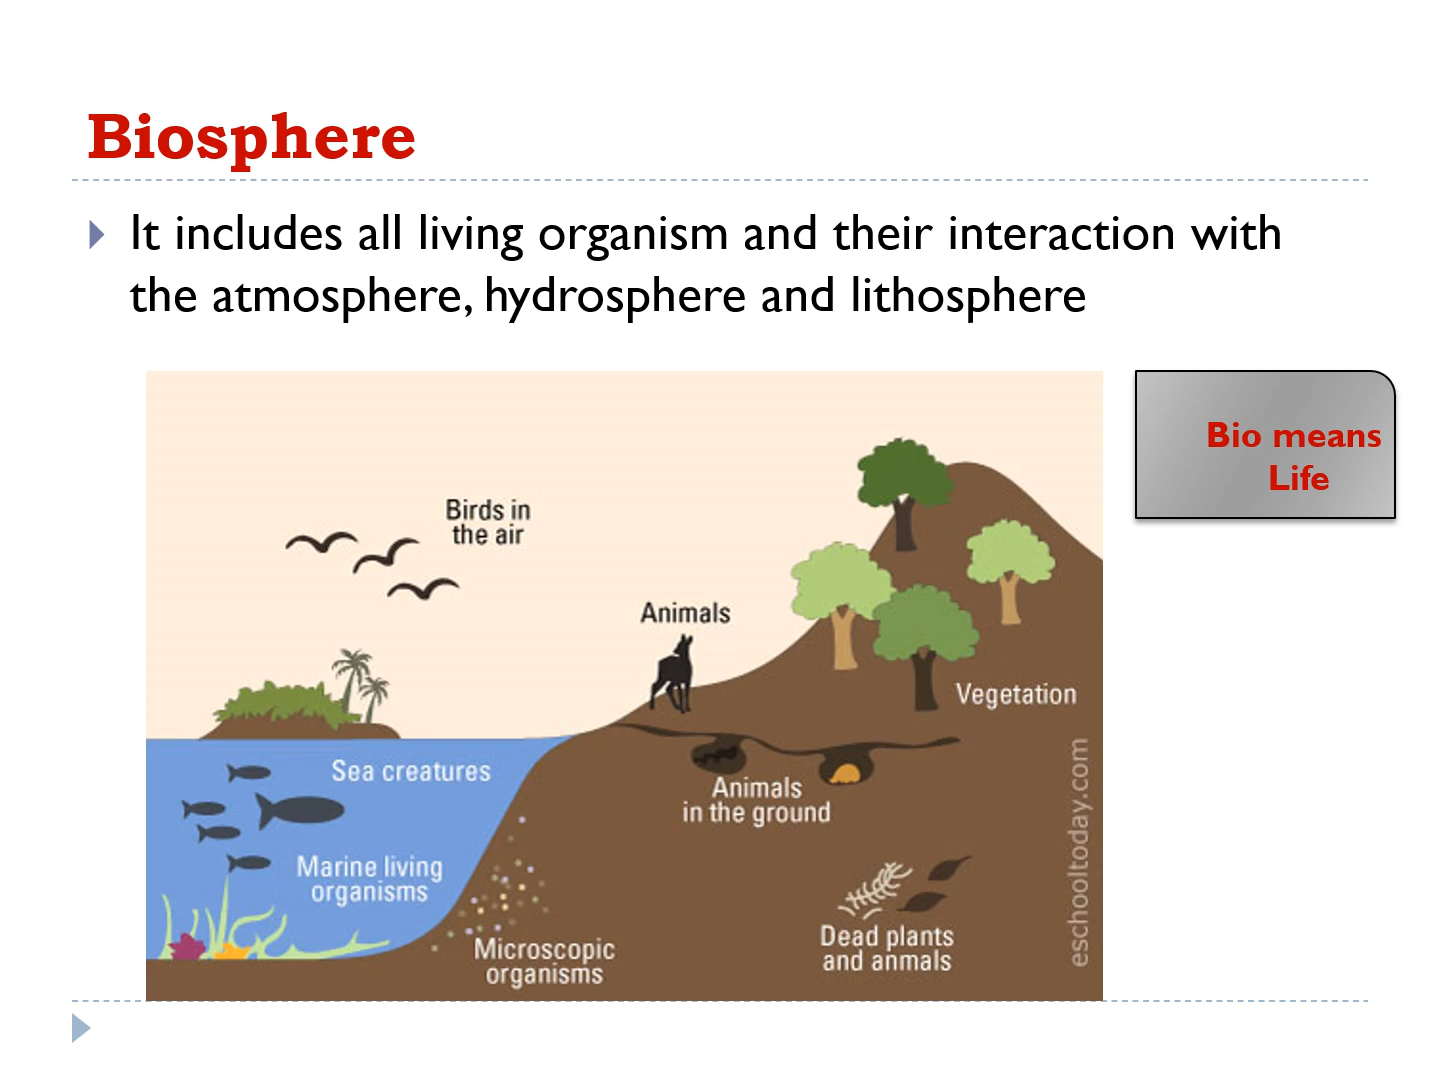 Biosphere
It includes all living organism and their interaction with
the atmosphere, hydrosphere and lithosphere
Bio means
Life
Birds in
the air
Animals
Vegetation
Sea creatures
Animals
in the ground
Marine living
organisms
Microscopic
organisms
Dead plants
and anmals
eschooltoday.com